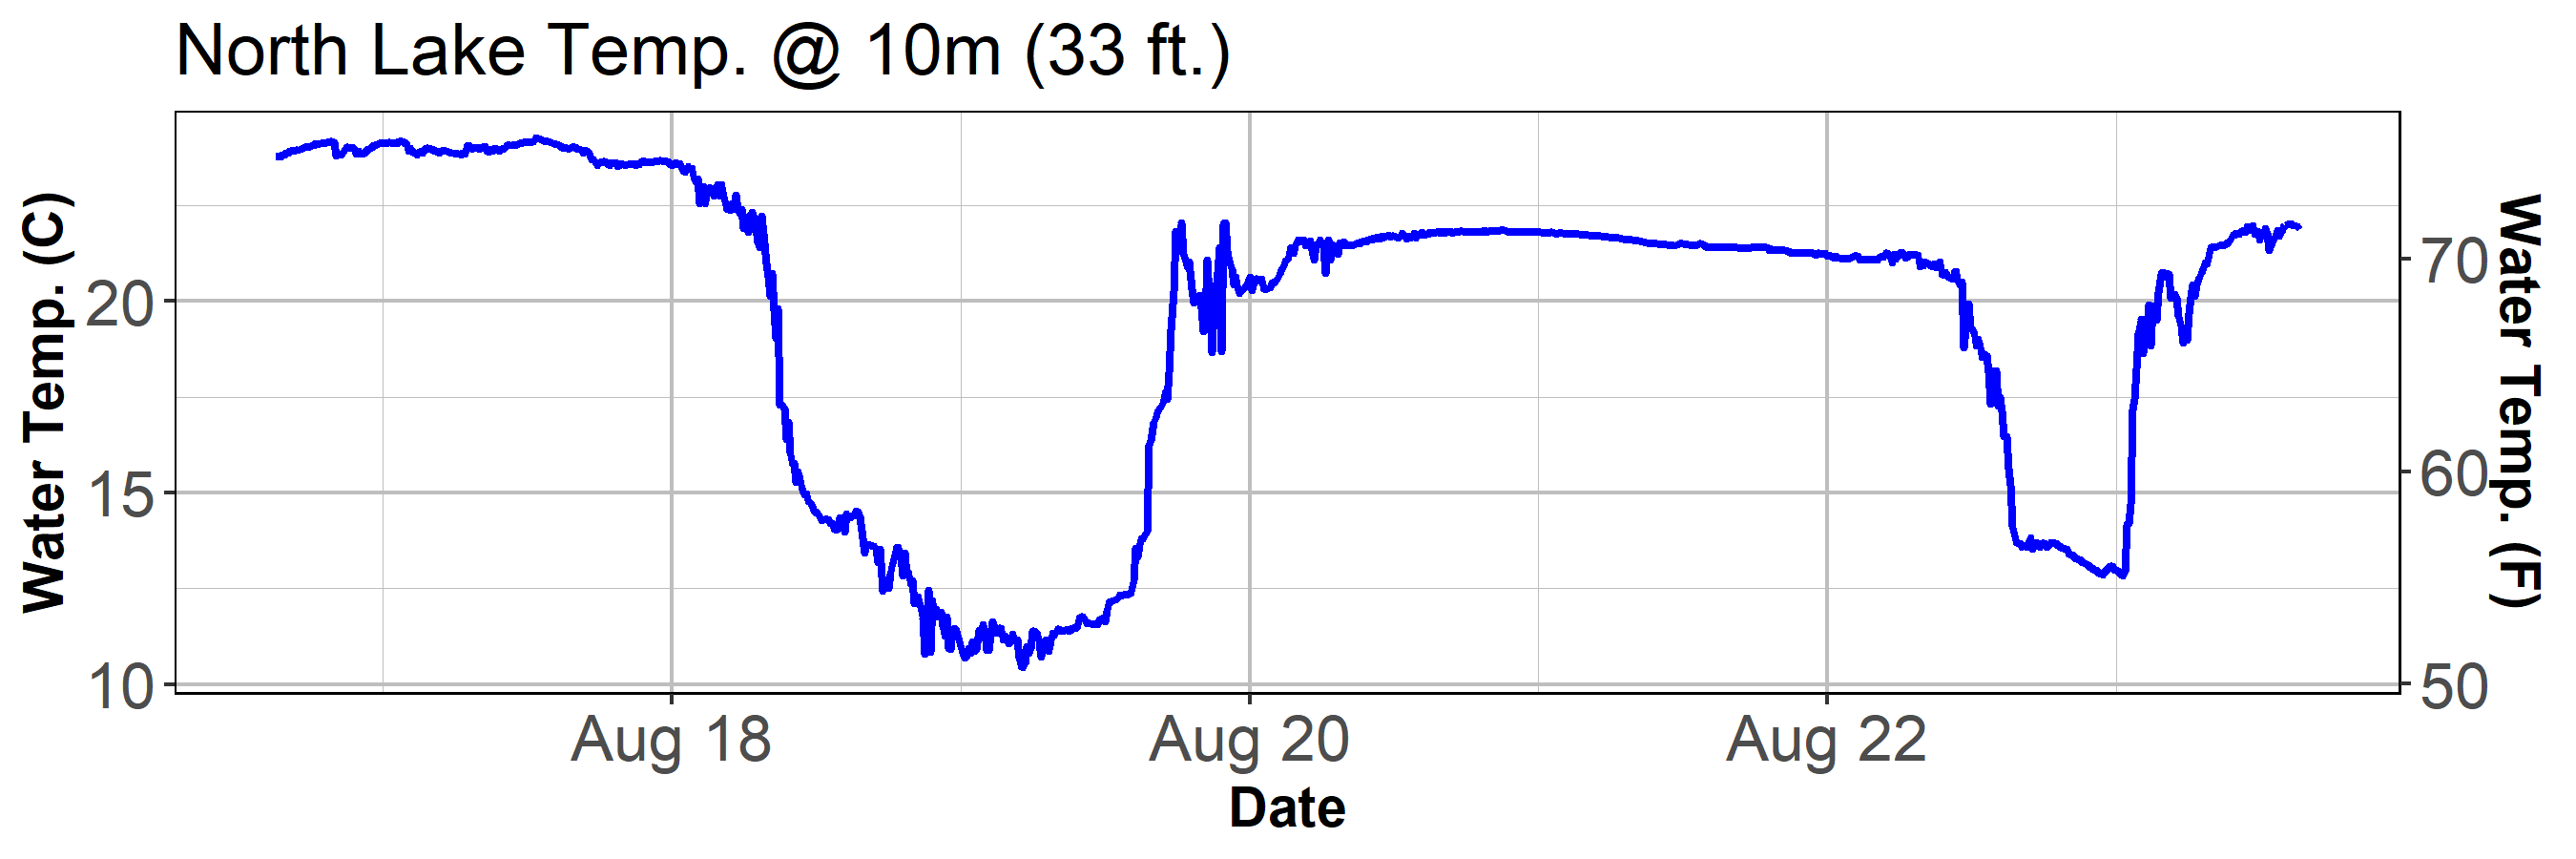 North Lake Temp. @ 10m (33 ft.)
Water Temp. (C)
20
15
10
70
60
50
Water Temp. (F)
Aug 18
Aug 20
Aug 22
Date